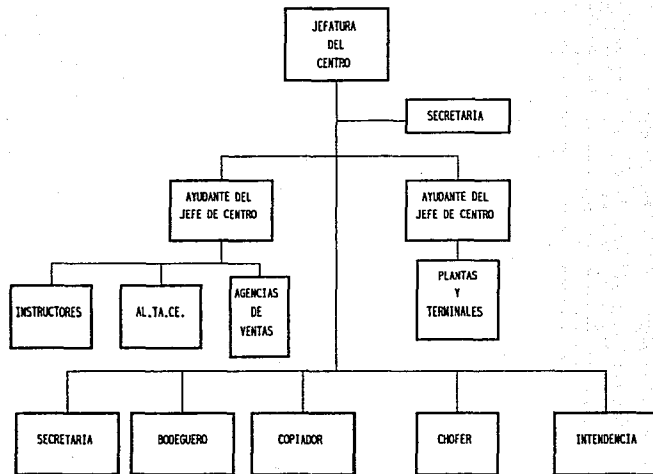 JEFATURA
DEL
CENTRO
SECRETARIA
AYUDANTE DEL
JEFE DE CENTRO
AYUDANTE DEL
JEFE DE CENTRO
INSTRUCTORES
AL.TA.CE.
AGENCIAS
DE
VENTAS
PLANTAS
Y
TERMINALES
SECRETARIA
BODEGUERO
COPIADOR
CHOFER
INTENDENCIA